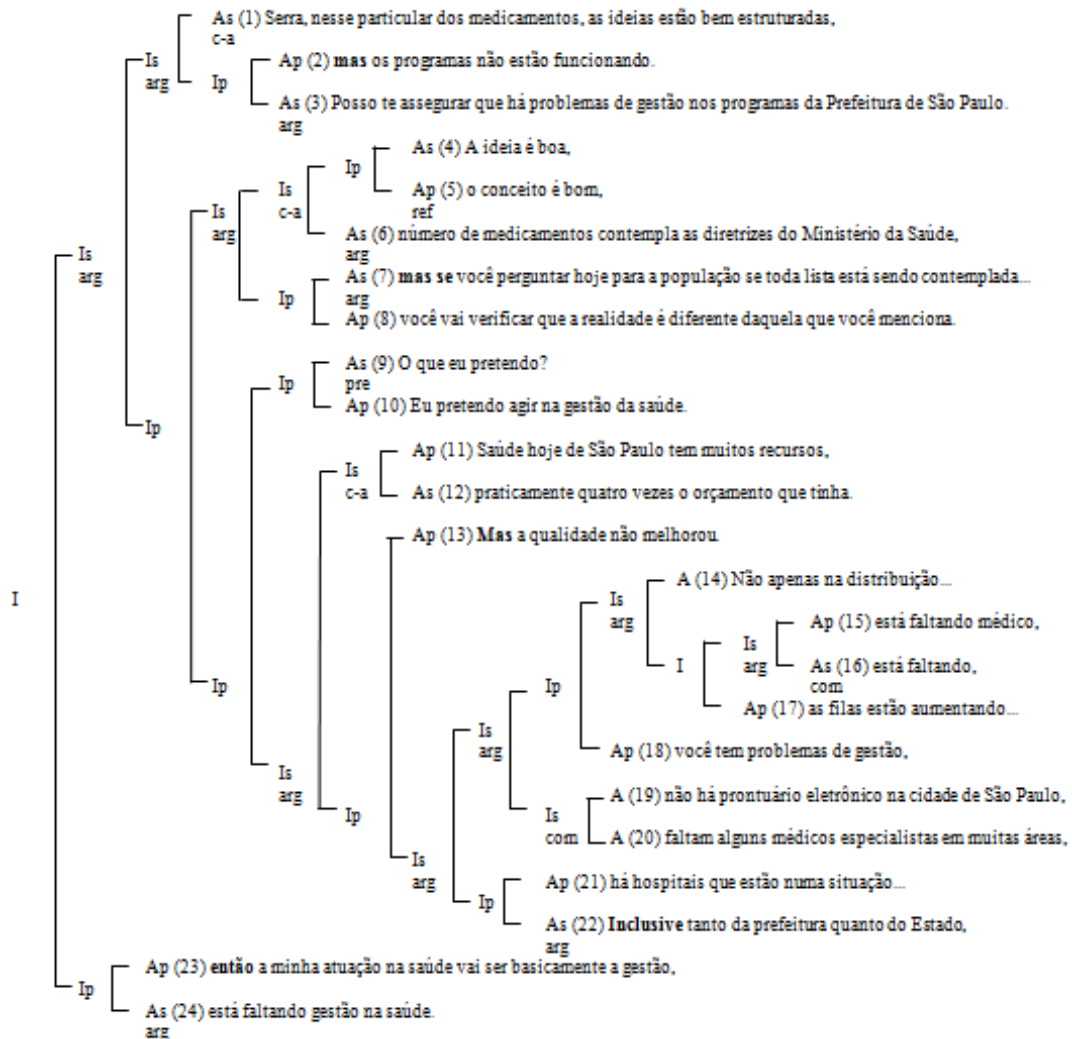 As (1) Serra, nesse particular dos medicamentos, as ideias estão bem estruturadas,
c-a
Is
arg
Ip
Ap (2) mas os programas não estão funcionando.
As (3) Posso te assegurar que há problemas de gestão nos programas da Prefeitura de São Paulo.
arg
As (4) A ideia é boa,
Ip
Is
c-a
Ap (5) o conceito é bom,
ref
Is
arg
As (6) número de medicamentos contempla as diretrizes do Ministério da Saúde,
arg
Is
arg
As (7) mas se você perguntar hoje para a população se toda lista está sendo contemplada...
arg
Ip
Ap (8) você vai verificar que a realidade é diferente daquela que você menciona.
As (9) O que eu pretendo?
pre
Ip
Ap (10) Eu pretendo agir na gestão da saúde.
Ip
Ap (11) Saúde hoje de São Paulo tem muitos recursos,
Is
c-a
As (12) praticamente quatro vezes o orçamento que tinha.
Ap (13) Mas a qualidade não melhorou.
A (14) Não apenas na distribuição...
Is
arg
I
Ap (15) está faltando médico,
Is
arg
I
As (16) está faltando,
com
Ip
Ip
Ap (17) as filas estão aumentando...
Is
arg
Ap (18) você tem problemas de gestão,
Is
arg
A (19) não há prontuário eletrônico na cidade de São Paulo,
Ip
Is
com
A (20) faltam alguns médicos especialistas em muitas áreas,
Is
arg
Ap (21) há hospitais que estão numa situação...
Ip
As (22) Inclusive tanto da prefeitura quanto do Estado,
arg
Ap (23) então a minha atuação na saúde vai ser basicamente a gestão,
Ip
As (24) está faltando gestão na saúde.
arg